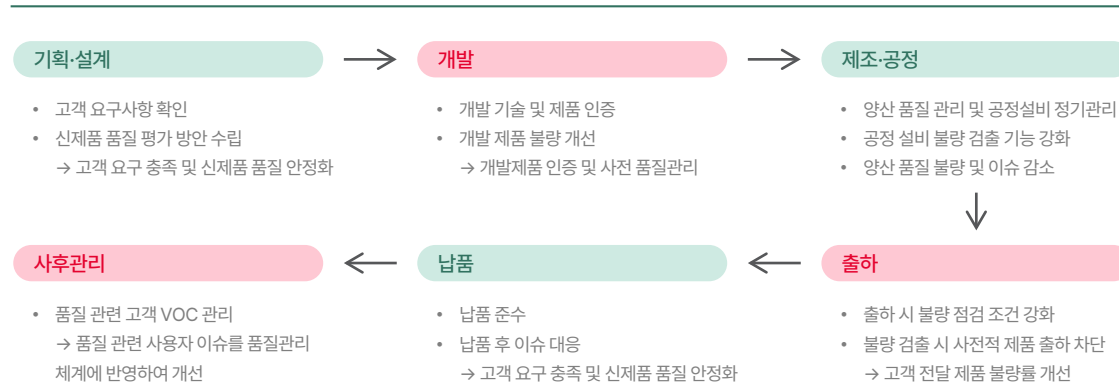 기획·설계
→
개발
→
제조·공정
• 고객 요구사항 확인
• 신제품 품질 평가 방안 수립
→ 고객 요구 충족 및 신제품 품질 안정화
• 개발 기술 및 제품 인증
• 개발 제품 불량 개선
→ 개발제품 인증 및 사전 품질관리
• 양산 품질 관리 및 공정설비 정기관리
• 공정 설비 불량 검출 기능 강화
• 양산 품질 불량 및 이슈 감소
↓
출하
• 출하 시 불량 점검 조건 강화
• 불량 검출 시 사전적 제품 출하 차단
→ 고객 전달 제품 불량률 개선
←
납품
• 납품 준수
• 납품 후 이슈 대응
→ 고객 요구 충족 및 신제품 품질 안정화
←
사후관리
• 품질 관련 고객 VOC 관리
→ 품질 관련 사용자 이슈를 품질관리
체계에 반영하여 개선